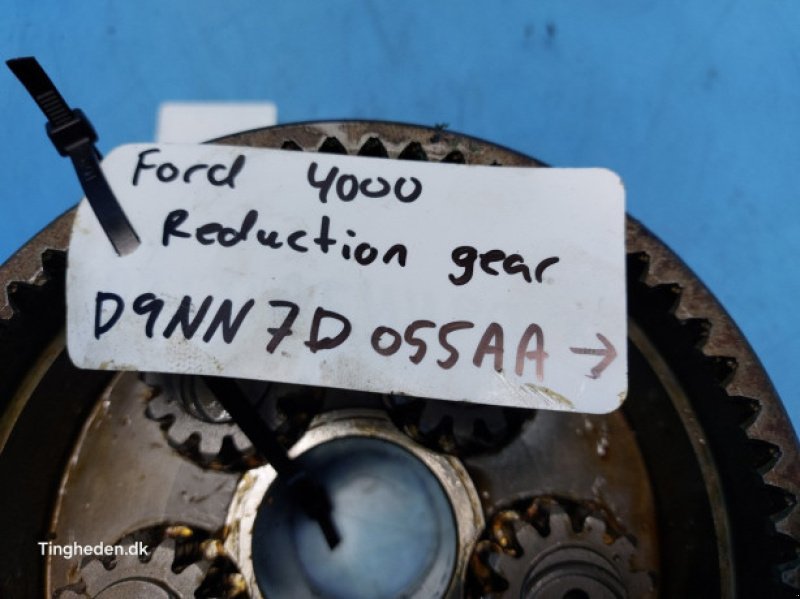 Ford 4000
Reduction gear
D9NN7D055AA →
Tingheden.dk